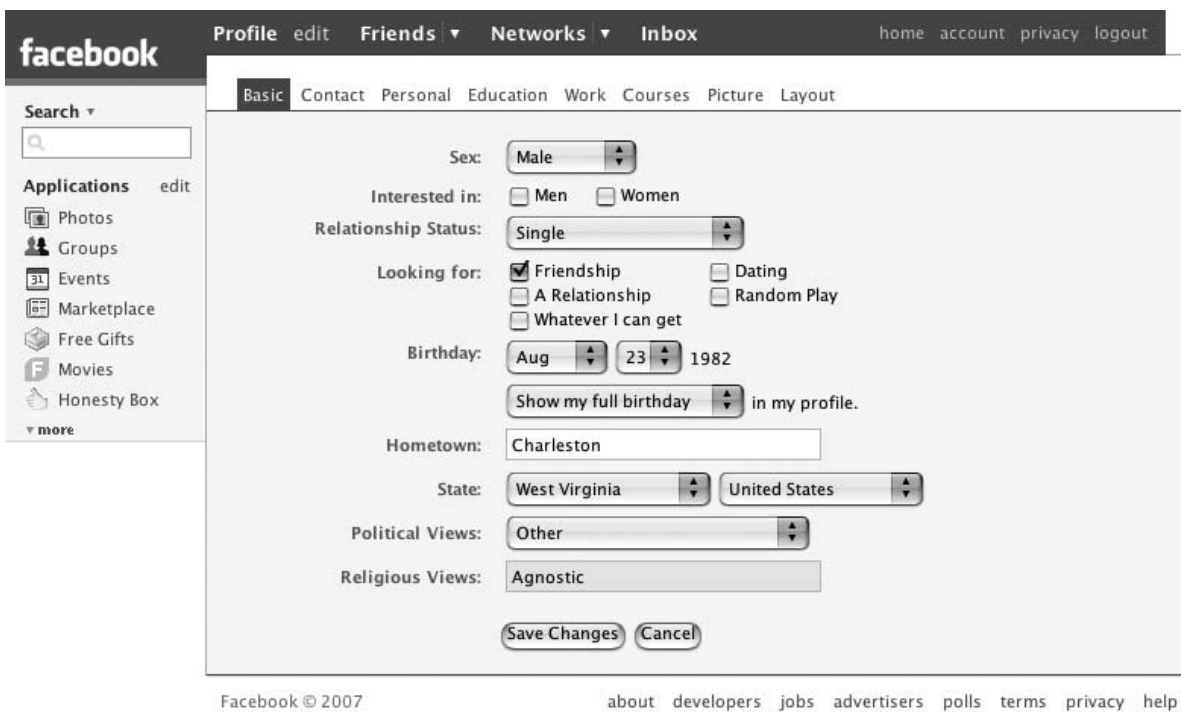 facebook
Profile edit Friends ▼ Networks ▼ Inbox home account privacy logout
Search ▼
Applications edit
Photos
Groups
31 Events
Marketplace
Free Gifts
F Movies
Honesty Box
▼ more
Basic Contact Personal Education Work Courses Picture Layout
Sex: Male
Interested in: Men Women
Relationship Status: Single
Looking for: Friendship Dating
A Relationship Random Play
Whatever I can get
Birthday: Aug 23 1982
Show my full birthday in my profile.
Hometown: Charleston
State: West Virginia United States
Political Views: Other
Religious Views: Agnostic
Save Changes Cancel
Facebook © 2007 about developers jobs advertisers polls terms privacy help